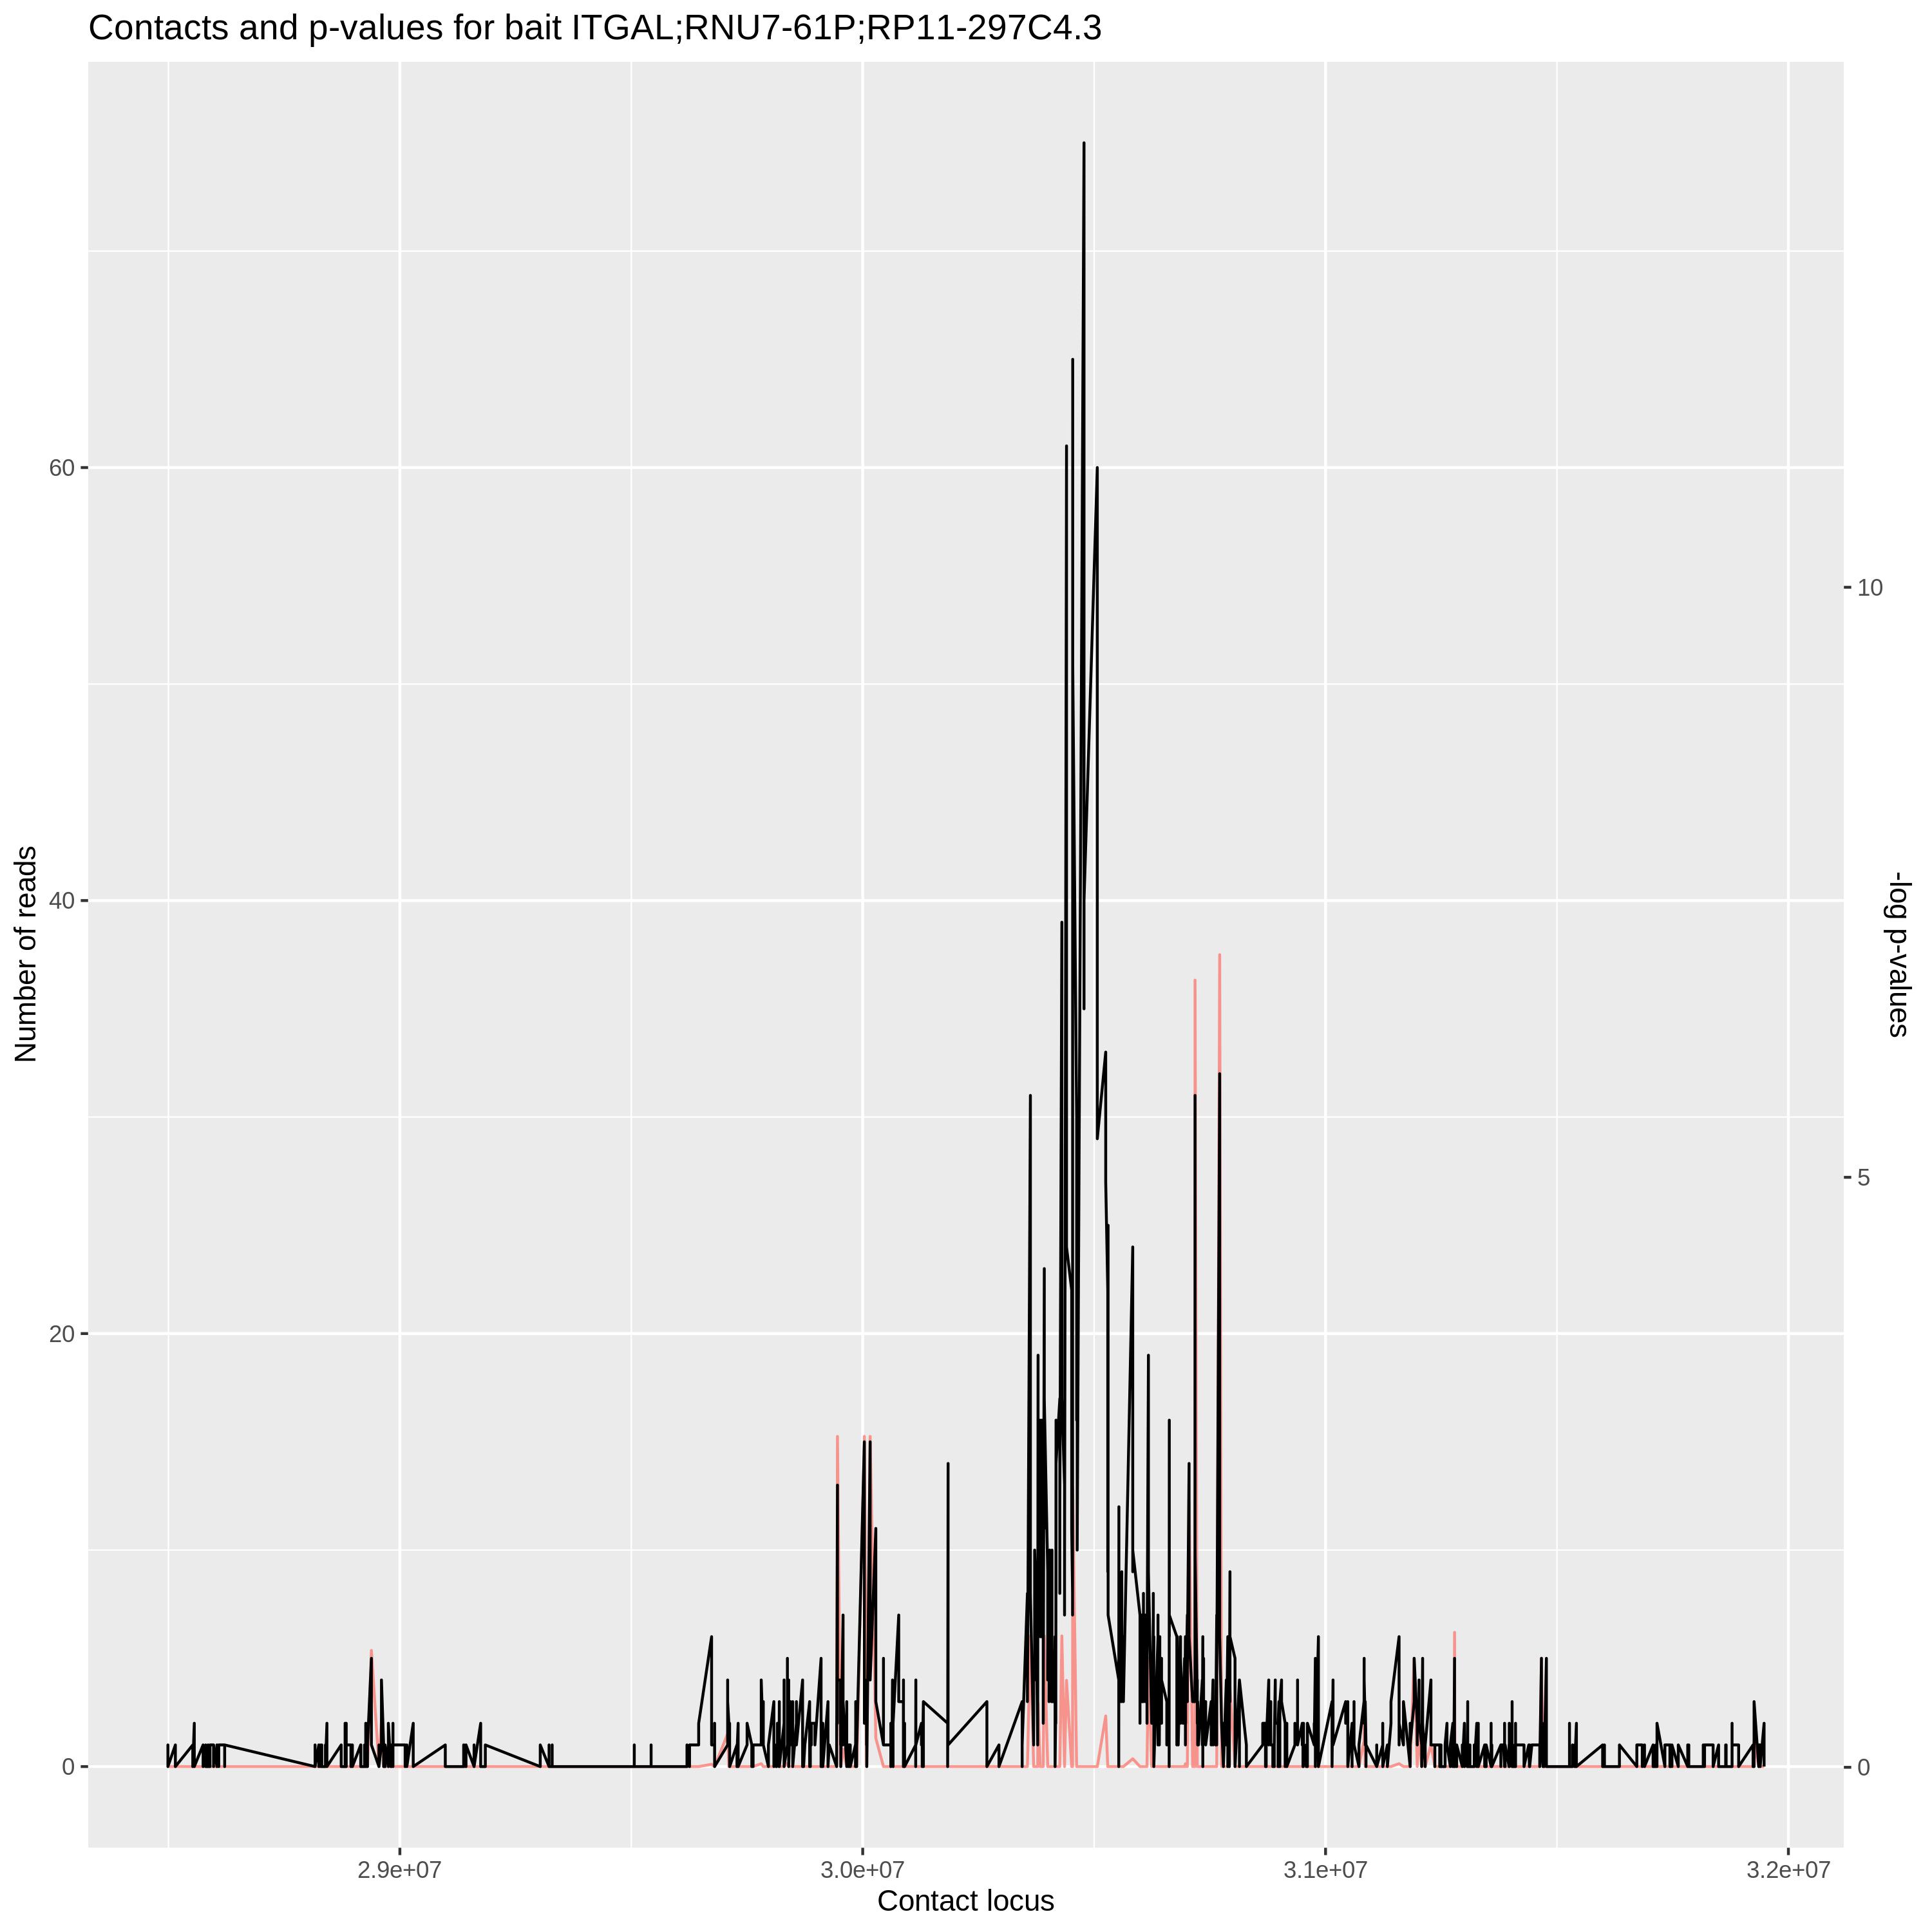 Contacts and p-values for bait ITGAL;RNU7-61P;RP11-297C4.3
60
40
20
0
Number of reads
10
5
0
-log p-values
2.9e+07
3.0e+07
3.1e+07
3.2e+07
Contact locus